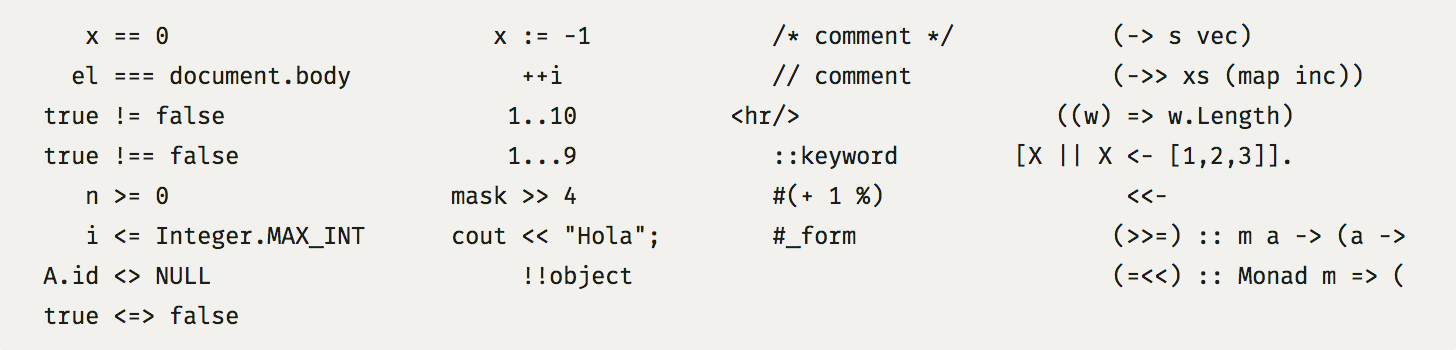 x == 0
el === document.body
true != false
true !== false
n >= 0
i <= Integer.MAX_INT
A.id <> NULL
true <=> false
x := -1
++i
1..10
1...9
mask >> 4
cout << "Hola";
!!object
/* comment */
// comment
<hr/>
::keyword
#(+ 1 %)
#_form
(-> s vec)
(->> xs (map inc))
((w) => w.Length)
[X || X <- [1,2,3]].
<<-
(>>=) :: m a -> (a ->
(=<<) :: Monad m => (